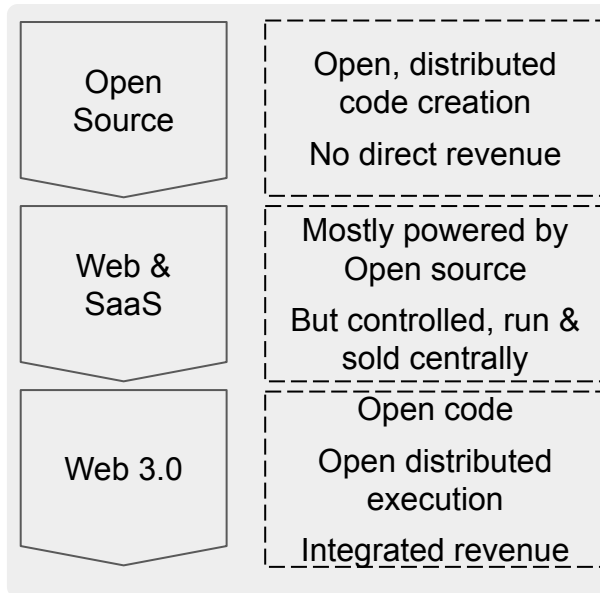 Open
Source
Open, distributed
code creation
No direct revenue
Web &
SaaS
Mostly powered by
Open source
But controlled, run &
sold centrally
Web 3.0
Open code
Open distributed
execution
Integrated revenue